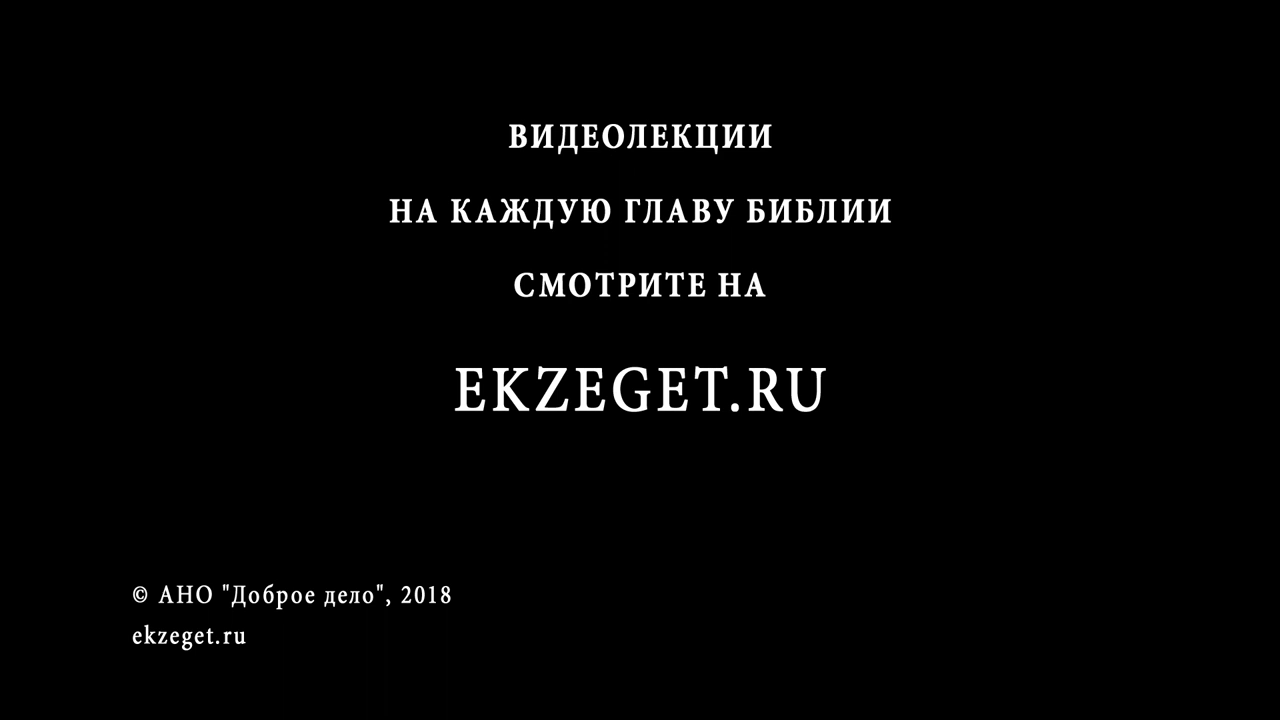 ВИДЕОЛЕКЦИИ
НА КАЖДУЮ ГЛАВУ БИБЛИИ
СМОТРИТЕ НА
EKZEGET.RU
© АНО "Доброе дело", 2018
ekzeget.ru